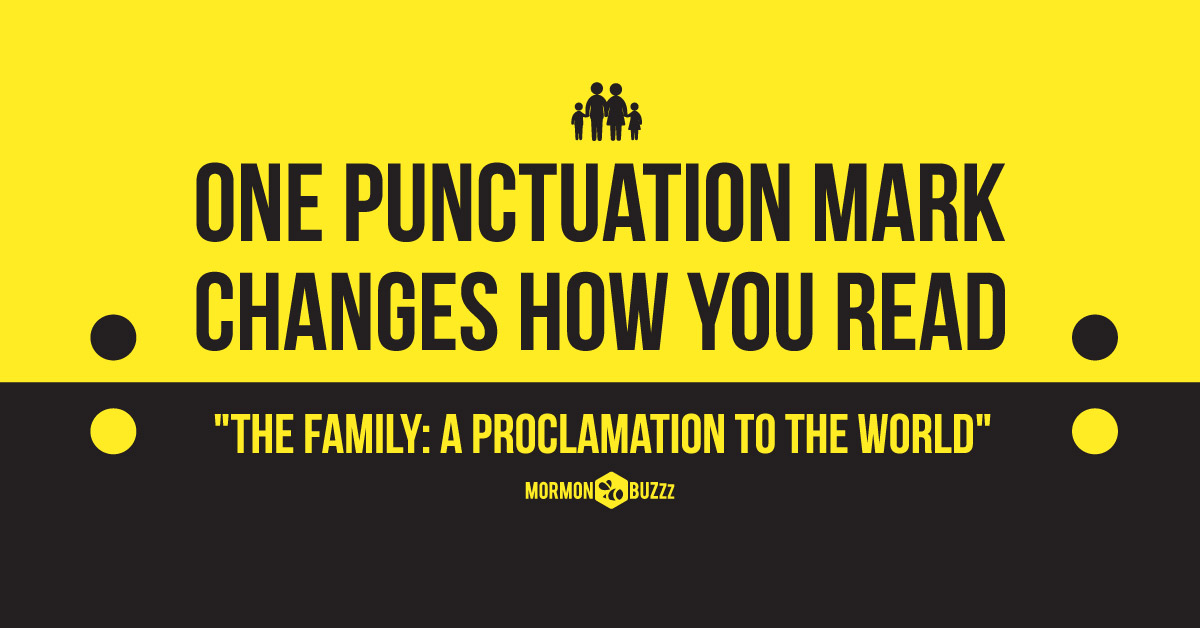 ONE PUNCTUATION MARK
CHANGES HOW YOU READ
"THE FAMILY: A PROCLAMATION TO THE WORLD"
MORMON BUZZZ